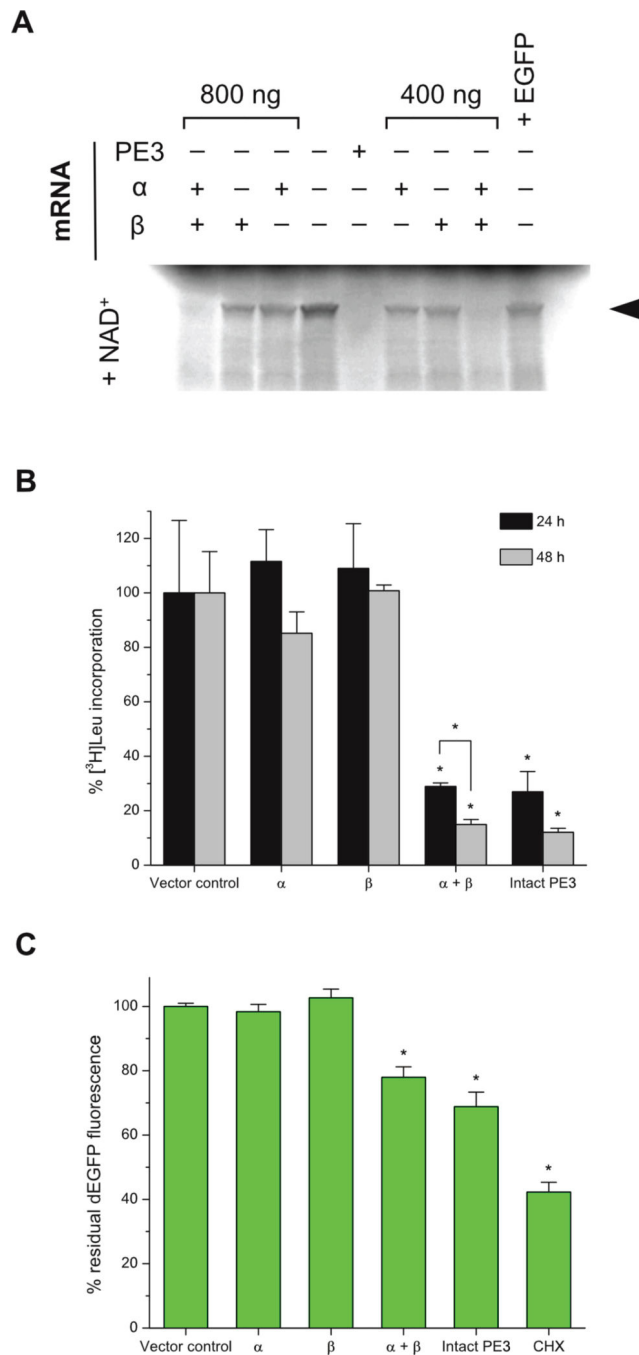 A
800 ng 400 ng + EGFP
mRNA
PE3 – – – – + – – – –
α + – + – – + – + –
β + + – – – – + + –
+ NAD⁺
B
% [³H]Leu incorporation
120
100
80
60
40
20
0
24 h
48 h
*
* *
* *
Vector control α β α + β Intact PE3
C
% residual dEGFP fluorescence
100
80
60
40
20
0
* * *
Vector control α β α + β Intact PE3 CHX